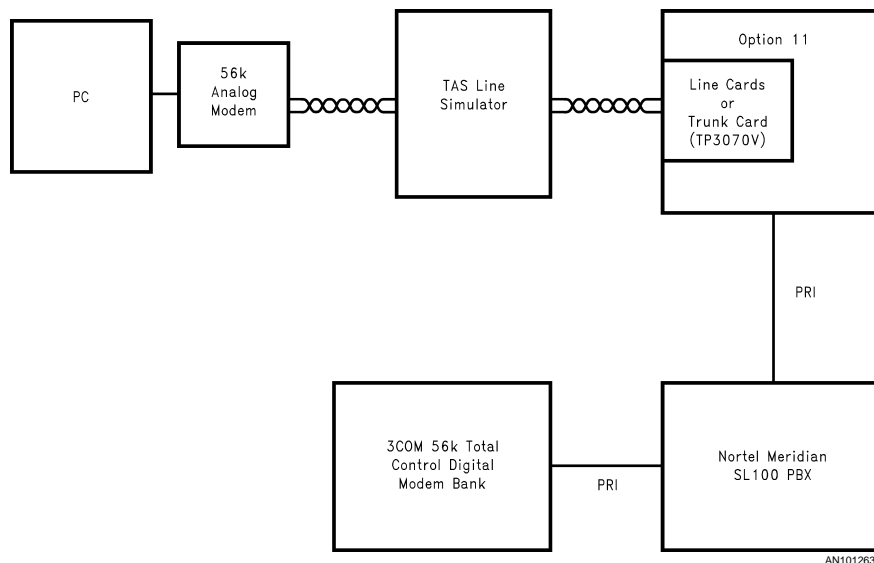 PC
56k
Analog
Modem
TAS Line
Simulator
Option 11
Line Cards
or
Trunk Card
(TP3070V)
PRI
3COM 56k Total
Control Digital
Modem Bank
PRI
Nortel Meridian
SL100 PBX
AN101263